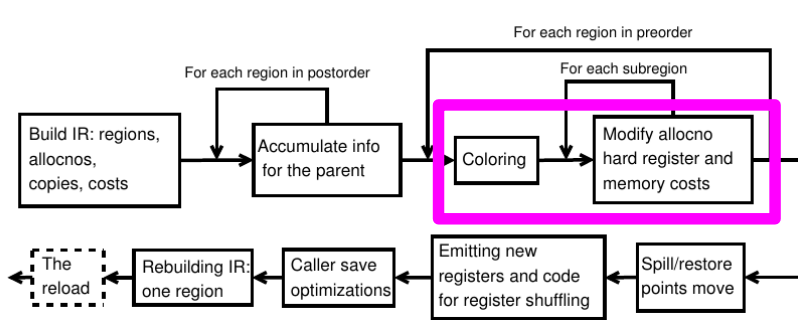 For each region in preorder
For each region in postorder
For each subregion
Build IR: regions,
allocnos,
copies, costs
Accumulate info
for the parent
Coloring
Modify allocno
hard register and
memory costs
The
reload
Rebuilding IR:
one region
Caller save
optimizations
Emitting new
registers and code
for register shuffling
Spill/restore
points move